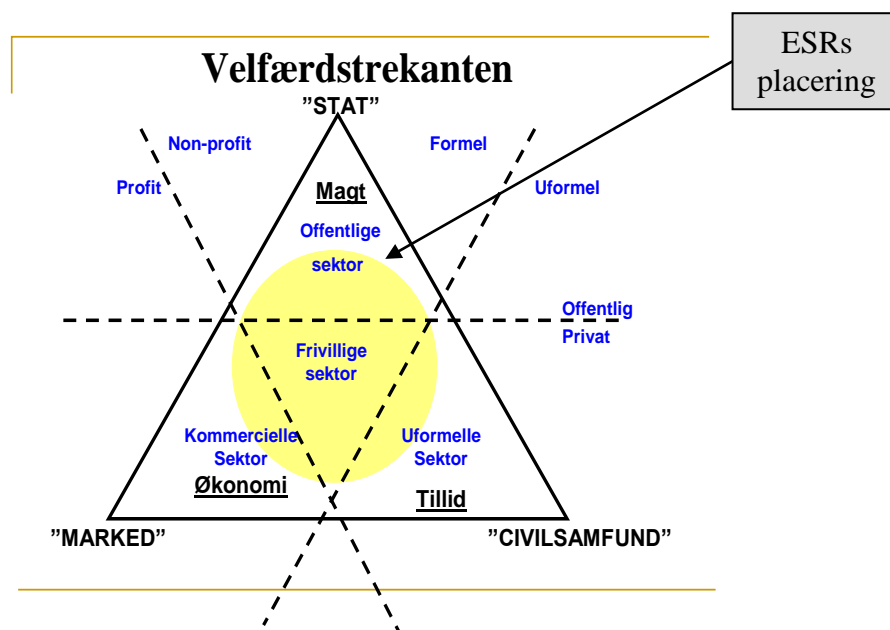 ESRs
placering
Velfærdstrekanten
”STAT”
Non-profit
Formel
Profit
Magt
Uformel
Offentlige
sektor
Offentlig
Privat
Frivillige
sektor
Kommercielle
Sektor
Uformelle
Sektor
Økonomi
Tillid
”MARKED”
”CIVILSAMFUND”